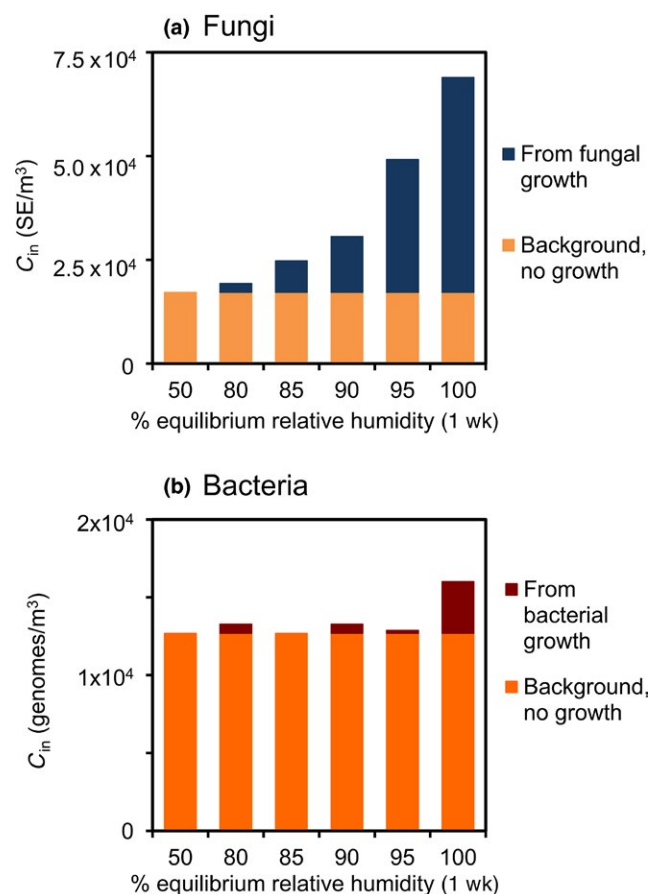 (a) Fungi
7.5 x 10⁴
5.0 x 10⁴
2.5 x 10⁴
0
C_in (SE/m³)
From fungal
growth
Background,
no growth
50 80 85 90 95 100
% equilibrium relative humidity (1 wk)
(b) Bacteria
2x10⁴
1x10⁴
0
C_in (genomes/m³)
From
bacterial
growth
Background,
no growth
50 80 85 90 95 100
% equilibrium relative humidity (1 wk)